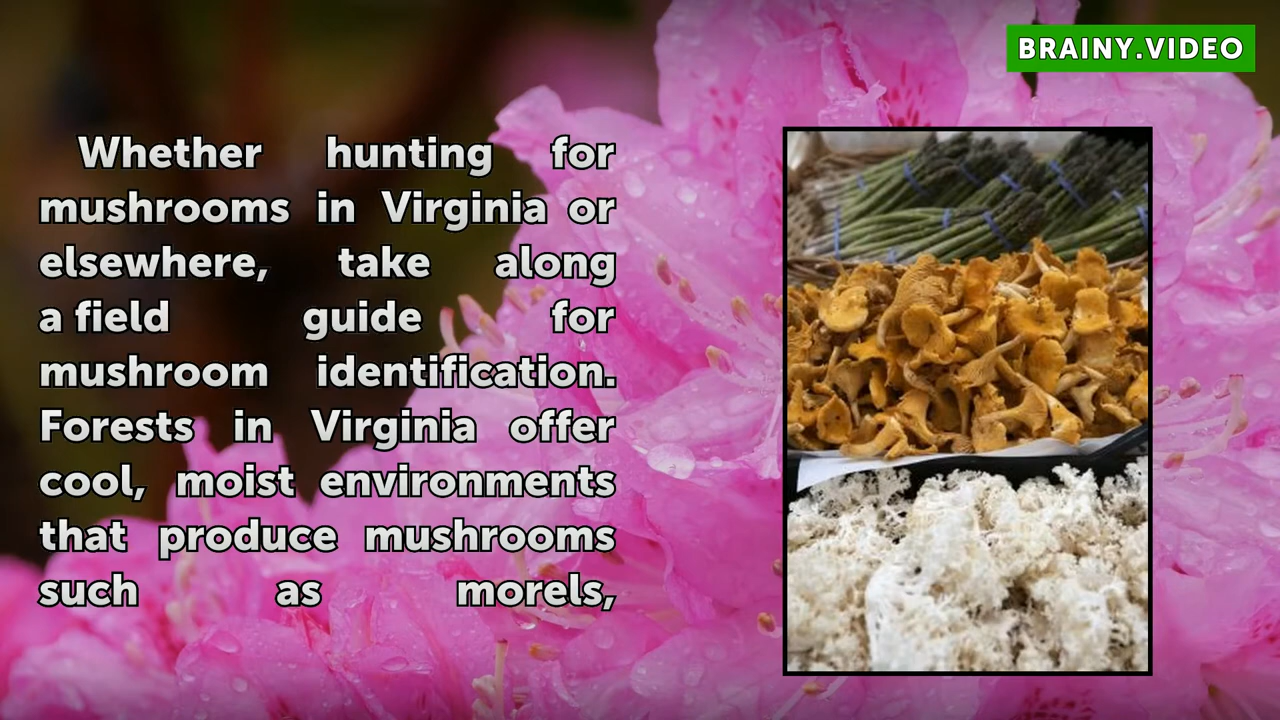 BRAINY.VIDEO
Whether hunting for
mushrooms in Virginia or
elsewhere, take along
a field guide for
mushroom identification.
Forests in Virginia offer
cool, moist environments
that produce mushrooms
such as morels,